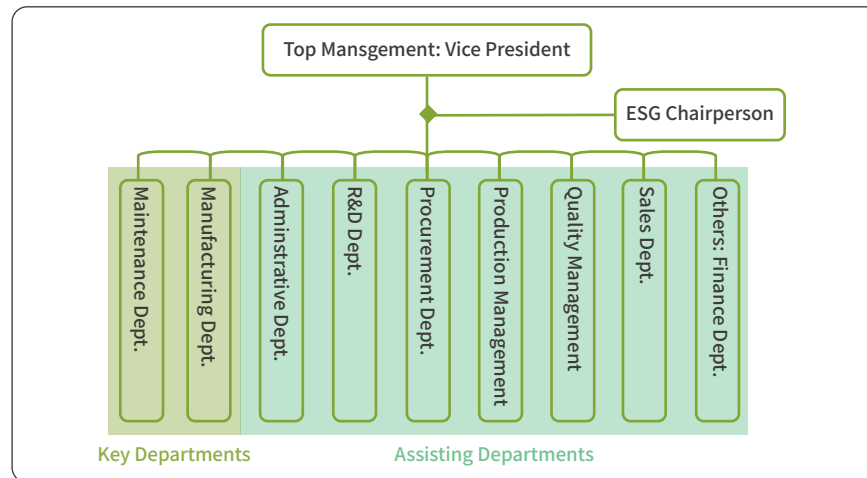 Top Mansgement: Vice President
ESG Chairperson
Maintenance Dept.
Manufacturing Dept.
Adminstrative Dept.
R&D Dept.
Procurement Dept.
Production Management
Quality Management
Sales Dept.
Others: Finance Dept.
Key Departments
Assisting Departments